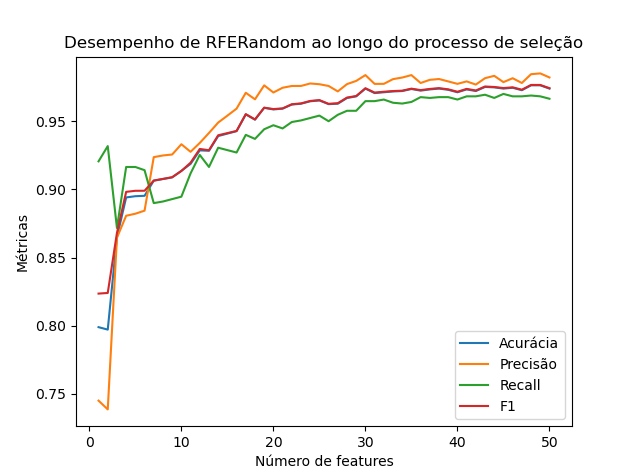 Desempenho de RFERandom ao longo do processo de seleção
Métricas
0.95
0.90
0.85
0.80
0.75
0
10
20
30
40
50
Número de features
Acurácia
Precisão
Recall
F1